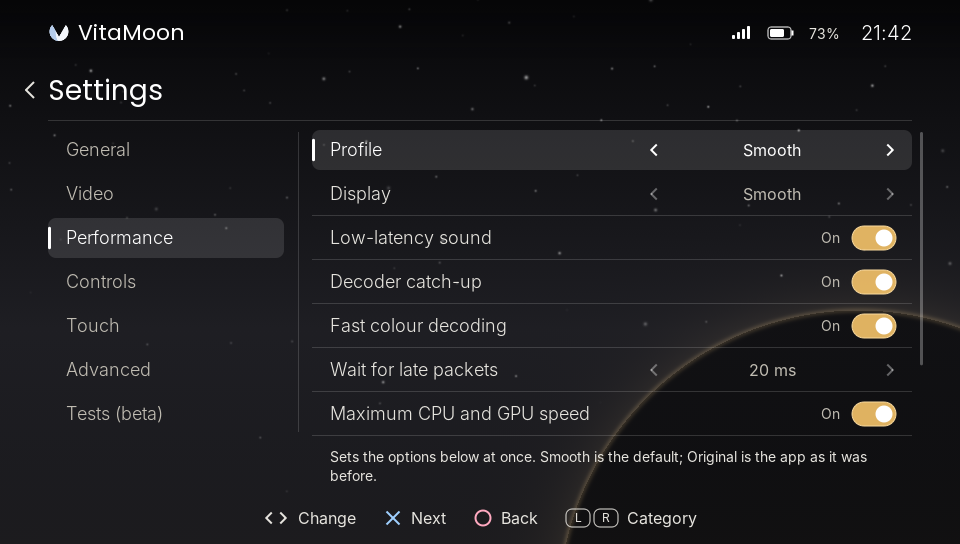 VitaMoon
73%
21:42
Settings
General
Video
Performance
Controls
Touch
Advanced
Tests (beta)
Profile
Smooth
Display
Smooth
Low-latency sound
On
Decoder catch-up
On
Fast colour decoding
On
Wait for late packets
20 ms
Maximum CPU and GPU speed
On
Sets the options below at once. Smooth is the default; Original is the app as it was
before.
Change
Next
Back
L R Category